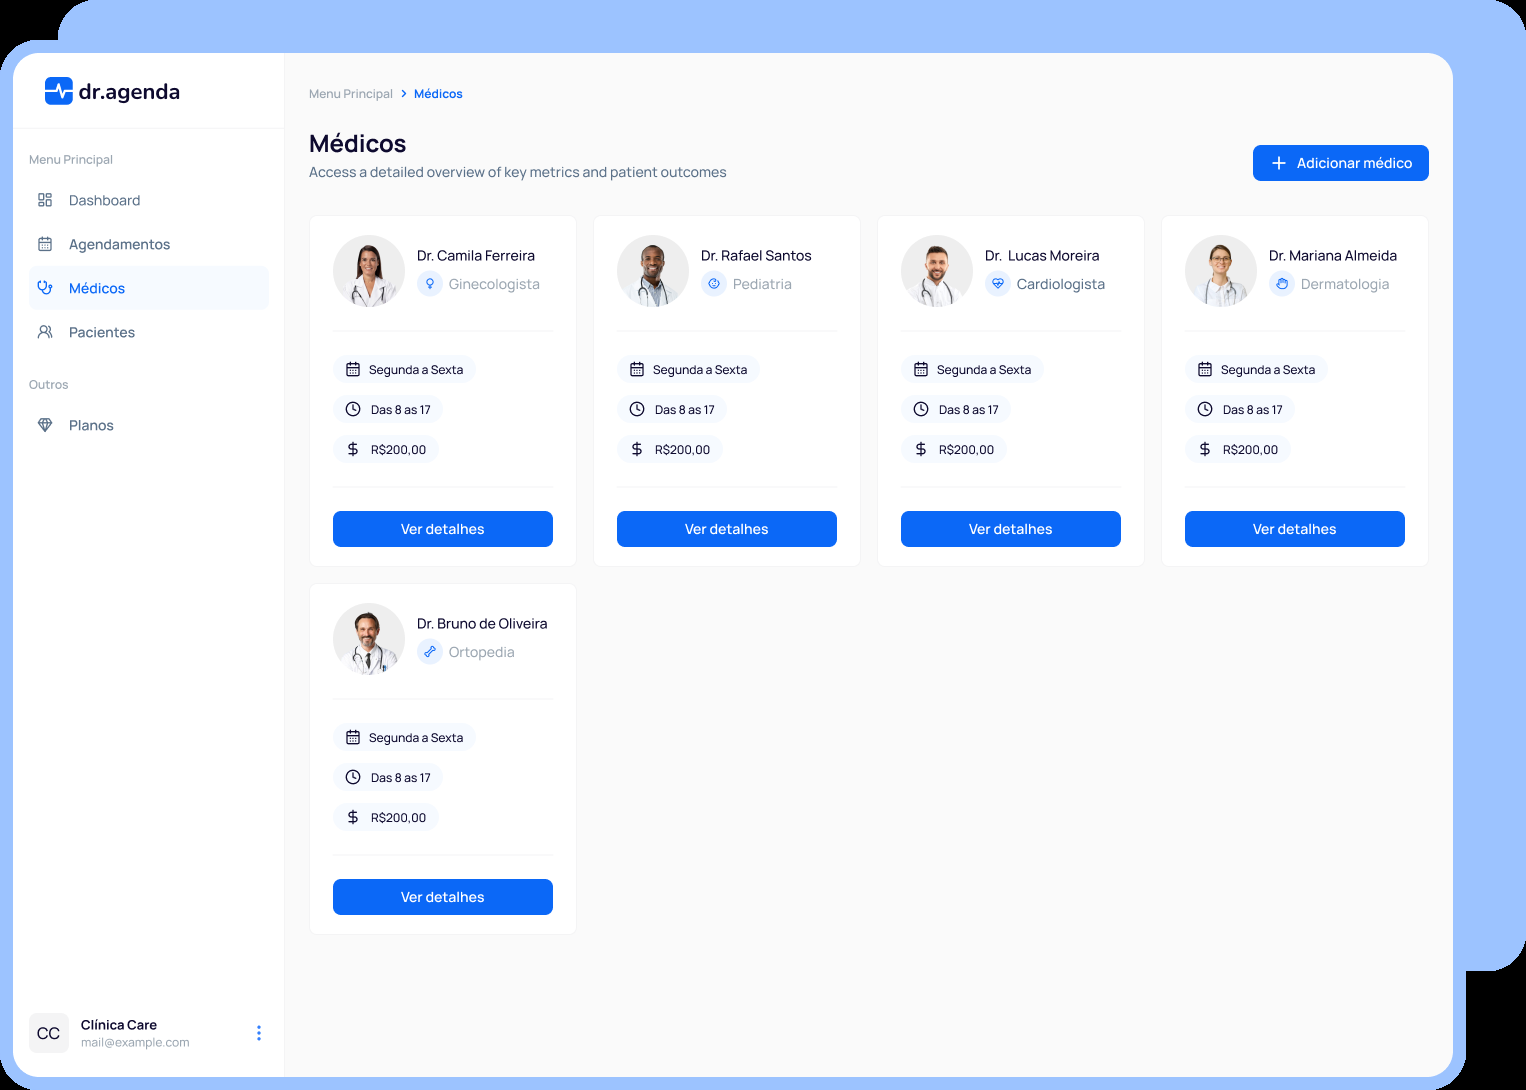 dr.agenda
Menu Principal
Dashboard
Agendamentos
Médicos
Pacientes
Outros
Planos
CC
Clínica Care
mail@example.com
Menu Principal > Médicos
Médicos
Access a detailed overview of key metrics and patient outcomes
Adicionar médico
Dr. Camila Ferreira
Ginecologista
Segunda a Sexta
Das 8 as 17
R$200,00
Ver detalhes
Dr. Rafael Santos
Pediatria
Segunda a Sexta
Das 8 as 17
R$200,00
Ver detalhes
Dr. Lucas Moreira
Cardiologista
Segunda a Sexta
Das 8 as 17
R$200,00
Ver detalhes
Dr. Mariana Almeida
Dermatologia
Segunda a Sexta
Das 8 as 17
R$200,00
Ver detalhes
Dr. Bruno de Oliveira
Ortopedia
Segunda a Sexta
Das 8 as 17
R$200,00
Ver detalhes